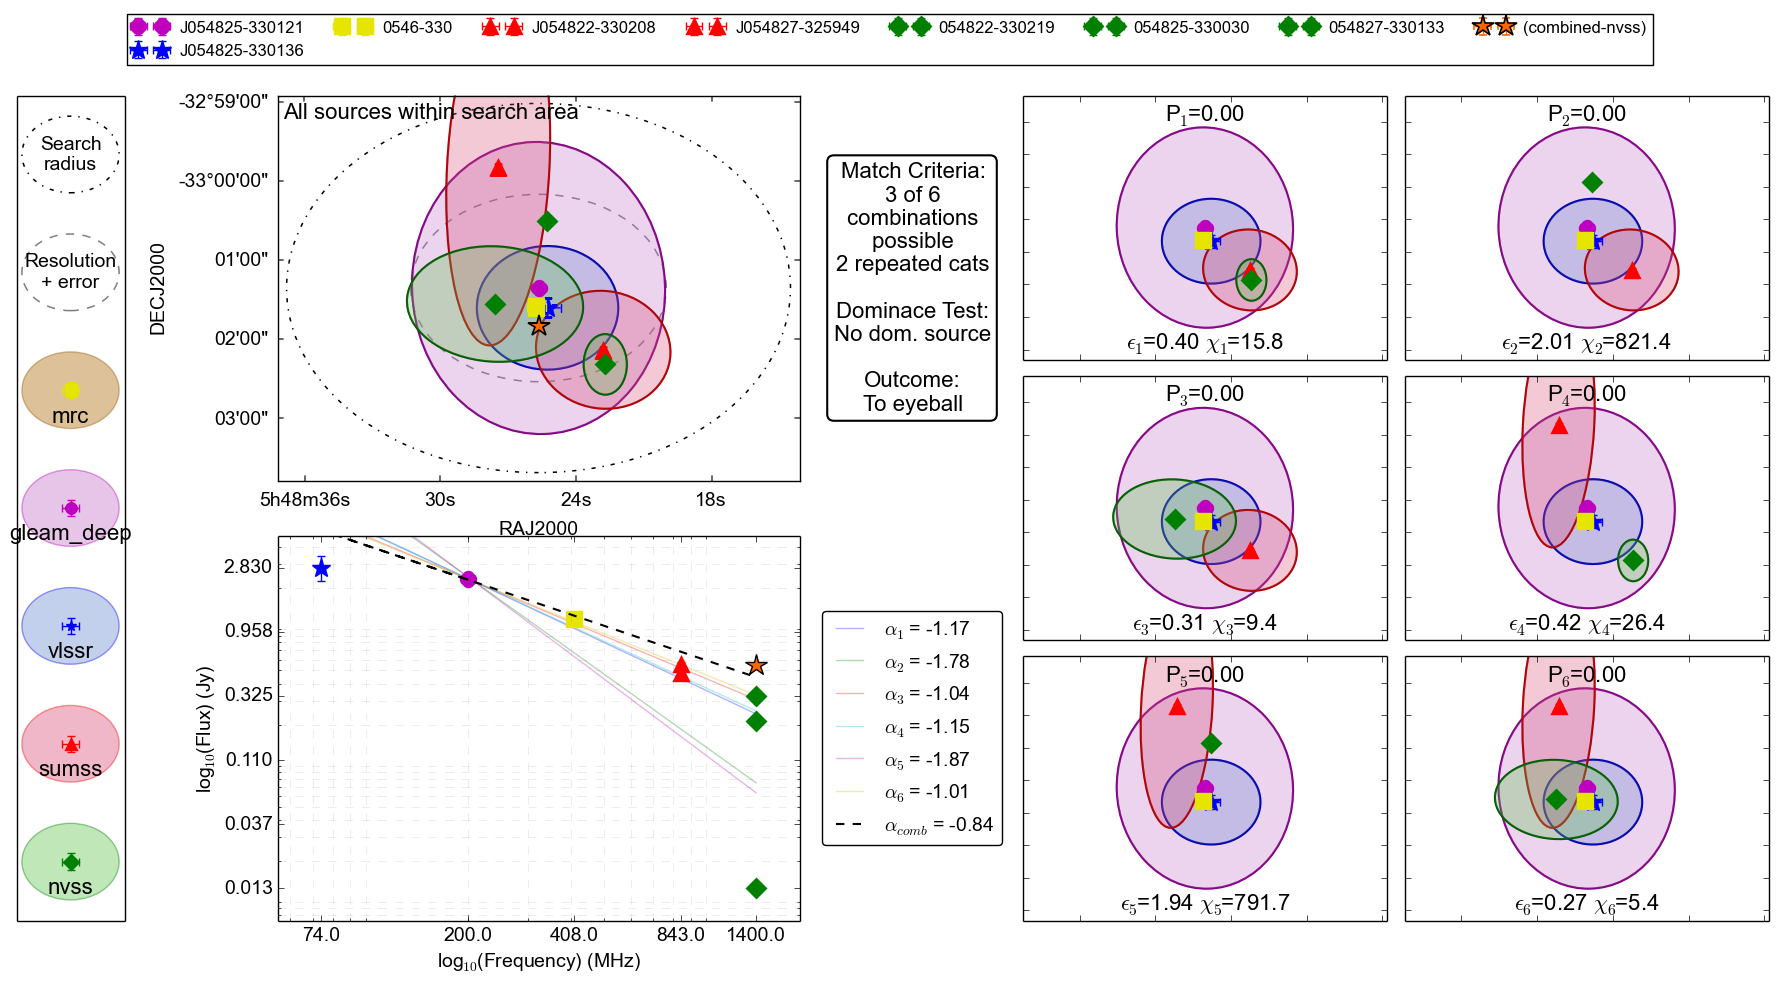 J054825-330121 0546-330 J054822-330208 J054827-325949 054822-330219 054825-330030 054827-330133 (combined-nvss)
J054825-330136
Search
radius
Resolution
+ error
mrc
gleam_deep
vlssr
sumss
nvss
All sources within search area
-32°59'00"
-33°00'00"
01'00"
02'00"
03'00"
DECJ2000
5h48m36s 30s 24s 18s
RAJ2000
Match Criteria:
3 of 6
combinations
possible
2 repeated cats
Dominace Test:
No dom. source
Outcome:
To eyeball
2.830
0.958
0.325
0.110
0.037
0.013
log₁₀(Flux) (Jy)
74.0 200.0 408.0 843.0 1400.0
log₁₀(Frequency) (MHz)
α₁ = -1.17
α₂ = -1.78
α₃ = -1.04
α₄ = -1.15
α₅ = -1.87
α₆ = -1.01
α_comb = -0.84
P₁=0.00
ϵ₁=0.40 χ₁=15.8
P₂=0.00
ϵ₂=2.01 χ₂=821.4
P₃=0.00
ϵ₃=0.31 χ₃=9.4
P₄=0.00
ϵ₄=0.42 χ₄=26.4
P₅=0.00
ϵ₅=1.94 χ₅=791.7
P₆=0.00
ϵ₆=0.27 χ₆=5.4